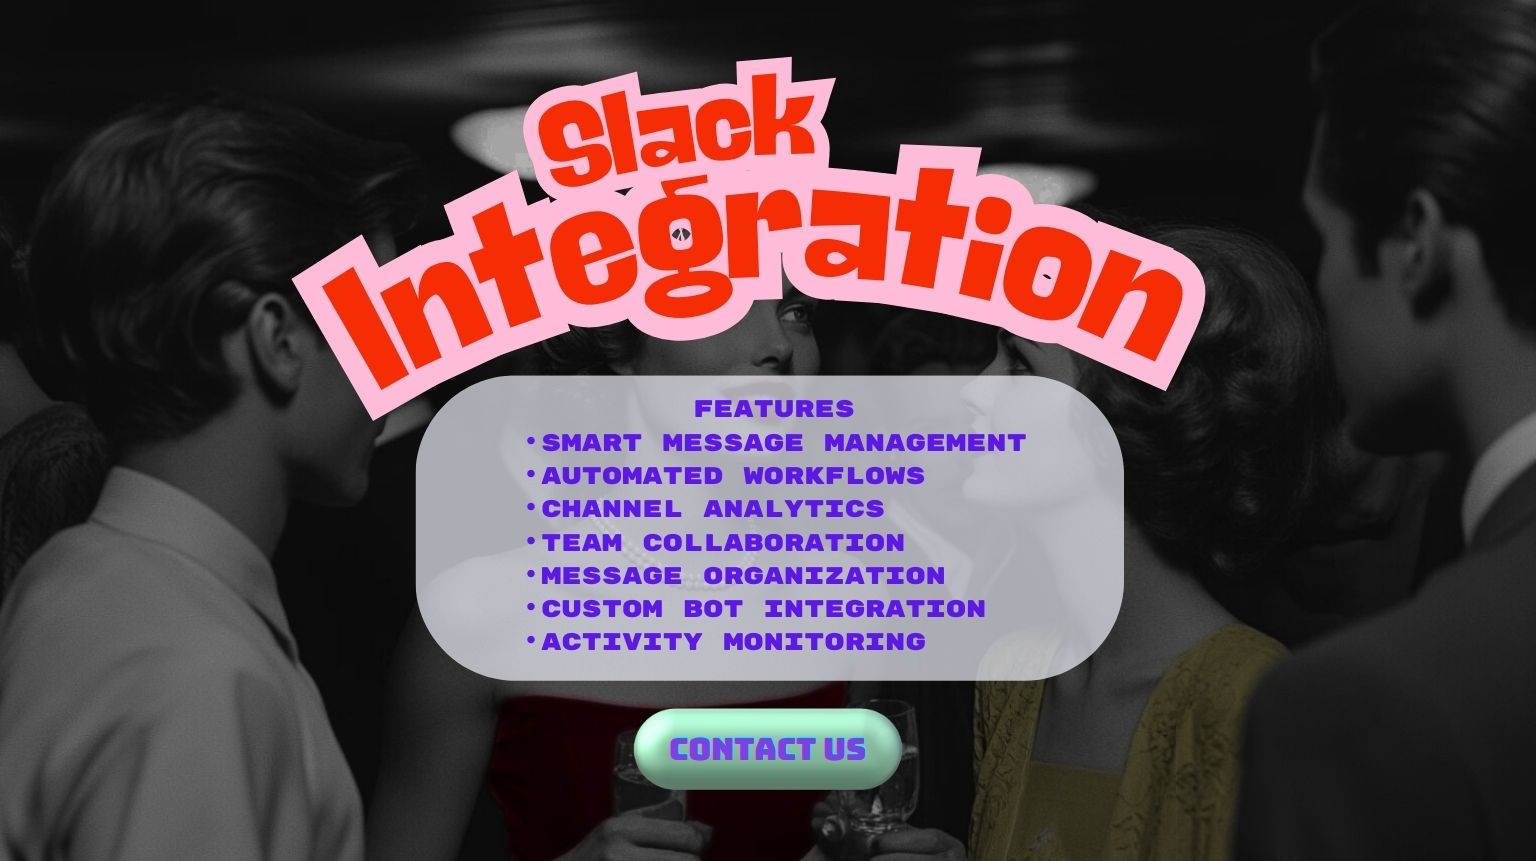 Slack
Integration
FEATURES
•SMART MESSAGE MANAGEMENT
•AUTOMATED WORKFLOWS
•CHANNEL ANALYTICS
•TEAM COLLABORATION
•MESSAGE ORGANIZATION
•CUSTOM BOT INTEGRATION
•ACTIVITY MONITORING
CONTACT US